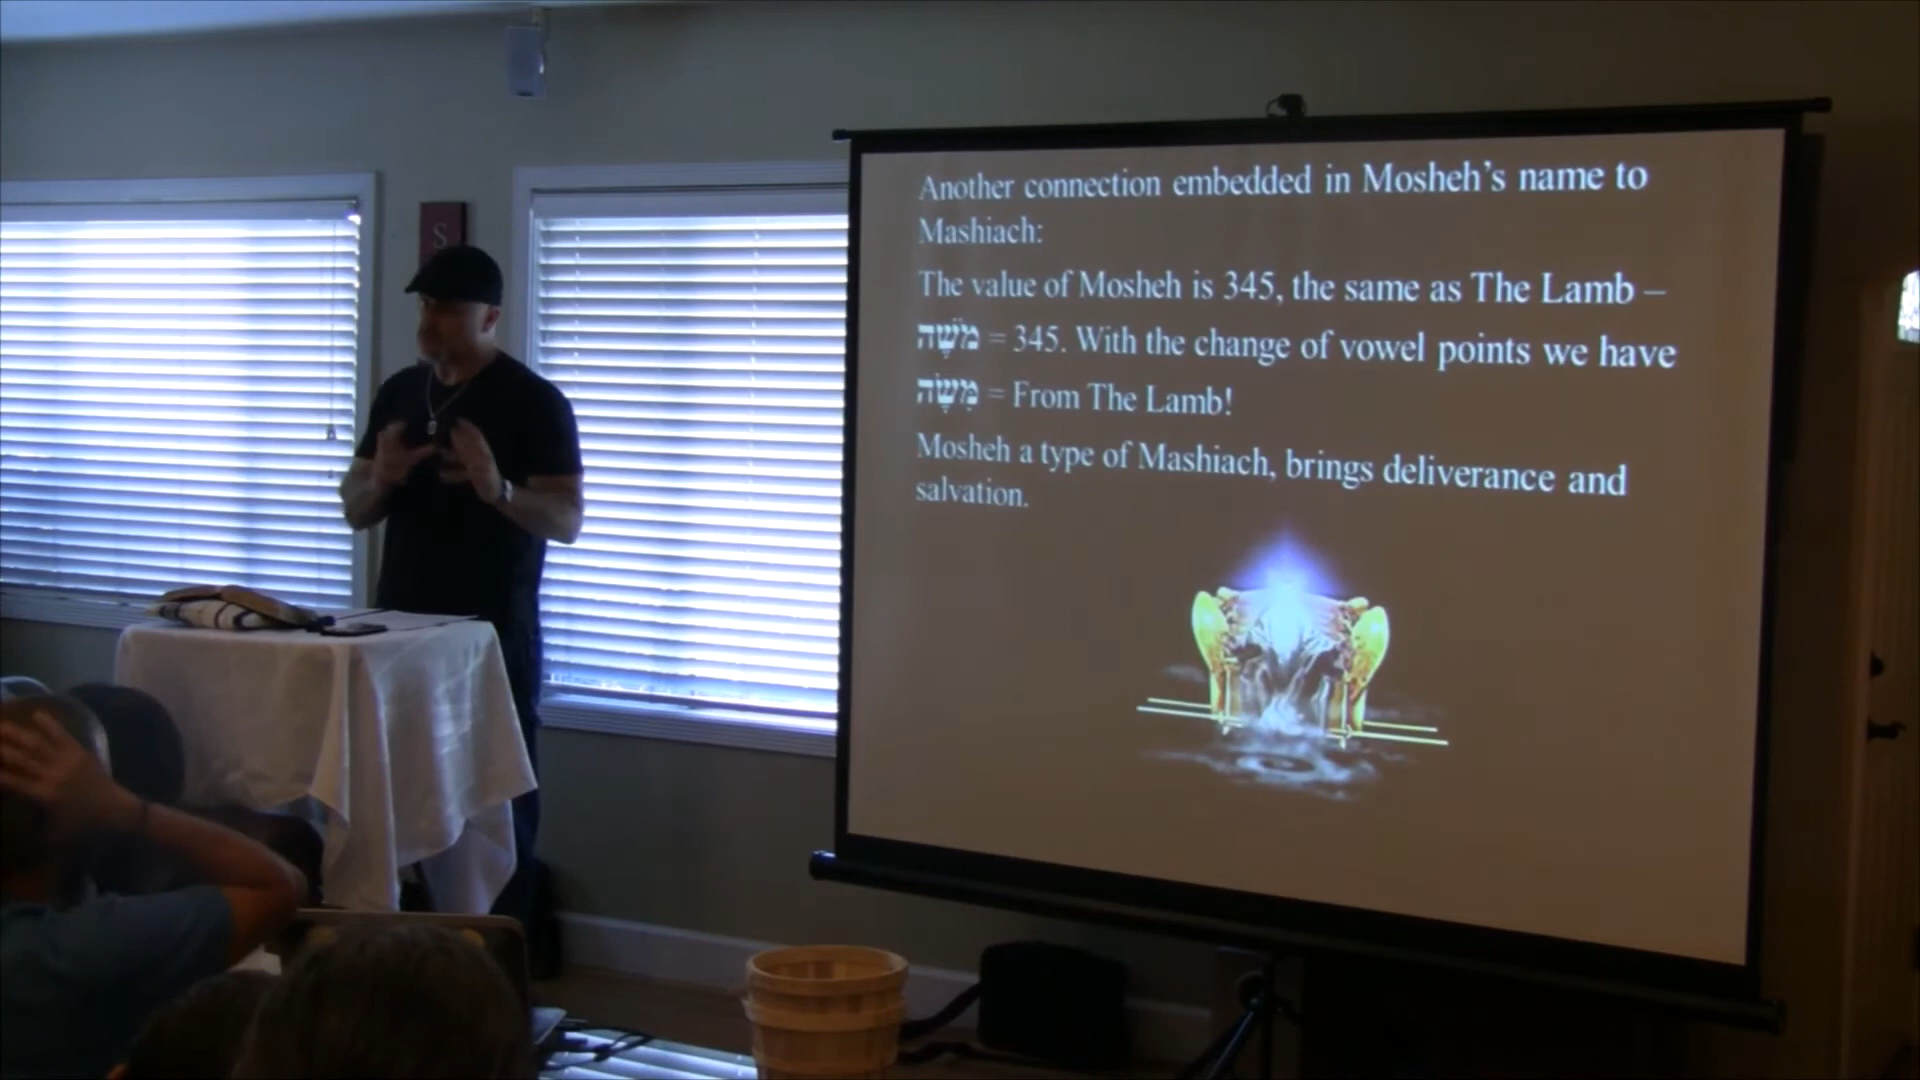 S
Another connection embedded in Mosheh's name to
Mashiach:
The value of Mosheh is 345, the same as The Lamb –
מֹשֶׁה = 345. With the change of vowel points we have
מִשֶּׂה = From The Lamb!
Mosheh a type of Mashiach, brings deliverance and
salvation.